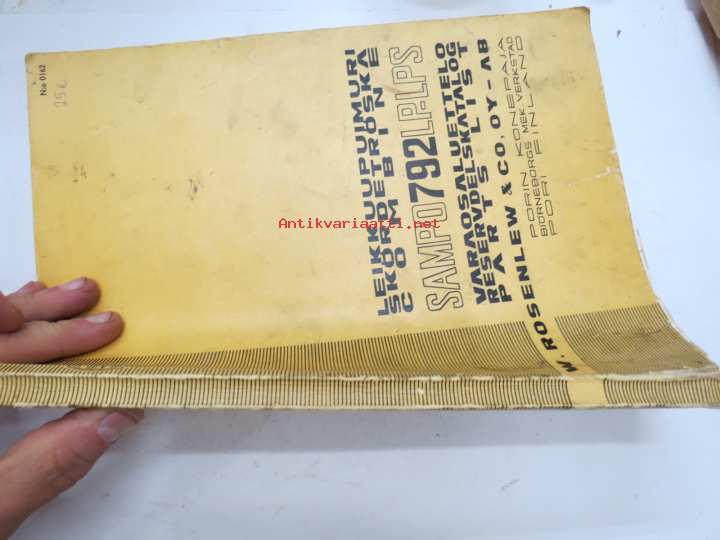 N:o 0162
25€
LEIKKUUPUIMURI
SKÖRDETRÖSKA
COMBINE
SAMPO 792 LP-LPS
VARAOSALUETTELO
RESERVDELSKATALOG
PARTS LIST
W. ROSENLEW & CO. OY-AB
PORIN KONEPAJA
BJÖRNEBORGS MEK. VERKSTAD
PORI FINLAND
Antikvariaatti.net